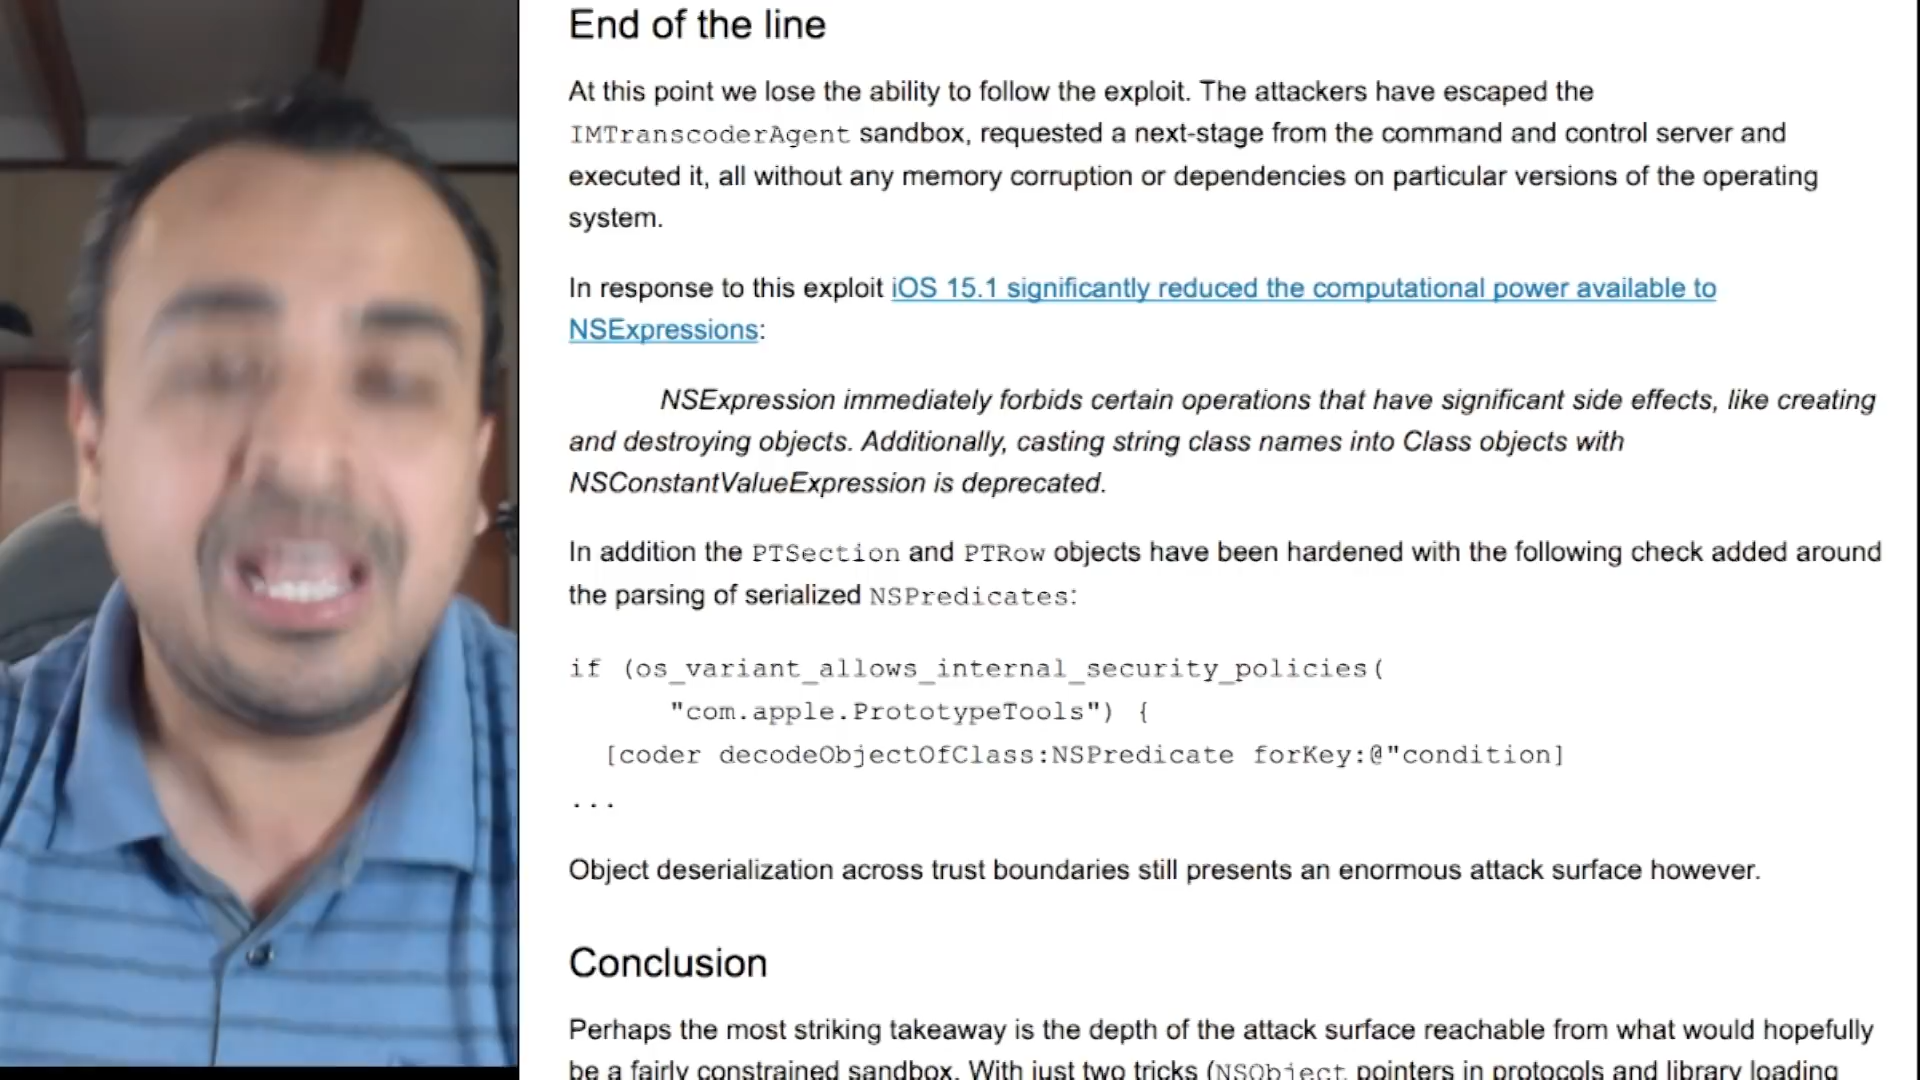 End of the line
At this point we lose the ability to follow the exploit. The attackers have escaped the
IMTranscoderAgent sandbox, requested a next-stage from the command and control server and
executed it, all without any memory corruption or dependencies on particular versions of the operating
system.
In response to this exploit iOS 15.1 significantly reduced the computational power available to
NSExpressions:
NSExpression immediately forbids certain operations that have significant side effects, like creating
and destroying objects. Additionally, casting string class names into Class objects with
NSConstantValueExpression is deprecated.
In addition the PTSection and PTRow objects have been hardened with the following check added around
the parsing of serialized NSPredicates:
if (os_variant_allows_internal_security_policies(
"com.apple.PrototypeTools") {
[coder decodeObjectOfClass:NSPredicate forKey:@"condition]
...
Object deserialization across trust boundaries still presents an enormous attack surface however.
Conclusion
Perhaps the most striking takeaway is the depth of the attack surface reachable from what would hopefully
be a fairly constrained sandbox. With just two tricks (NSObject pointers in protocols and library loading